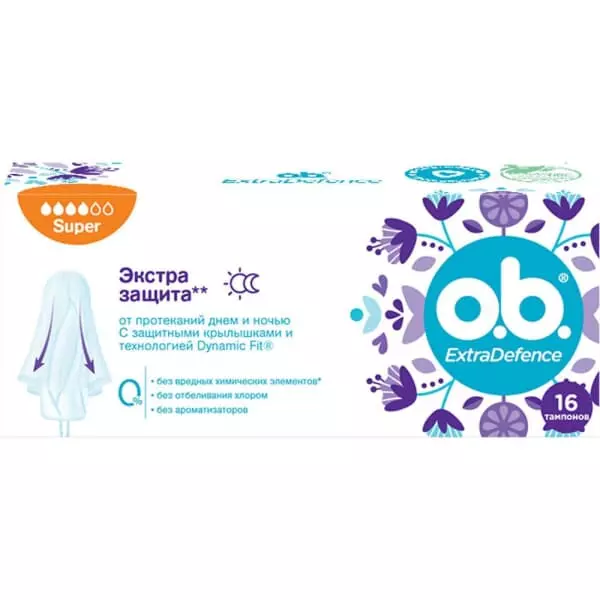 o.b.
ExtraDefence
Super
Экстра
защита**
от протеканий днем и ночью
С защитными крылышками и
технологией Dynamic Fit®
0%
· без вредных химических элементов*
· без отбеливания хлором
· без ароматизаторов
o.b.®
ExtraDefence
16
тампонов